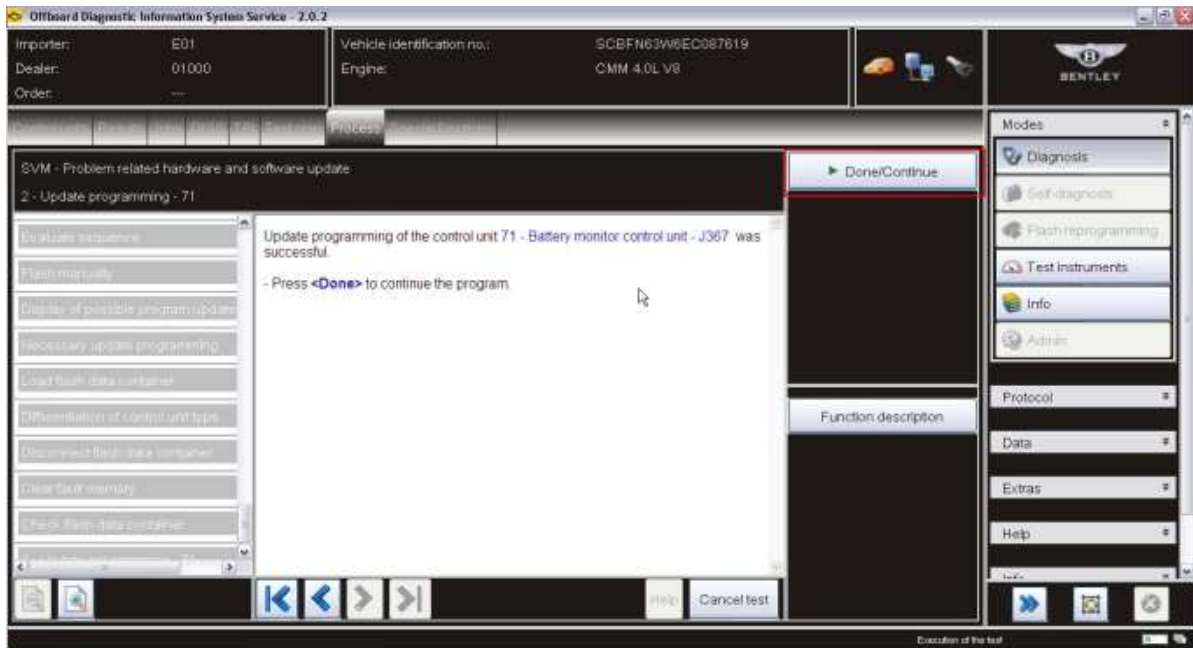 Offboard Diagnostic Information System Service - 2.0.2
Importer: E01
Dealer: 01000
Order: ---
Vehicle identification no.: SCBFN63W6EC087619
Engine: CMM 4.0L V8
BENTLEY
Process
SVM - Problem related hardware and software update
2 - Update programming - 71
Done/Continue
Evaluate sequence
Flash manually
Display of possible program update
Necessary update programming
Load flash data container
Differentiation of control unit type
Disconnect flash data container
Clear fault memory
Check flash data container
Update programming of the control unit 71 - Battery monitor control unit - J367 was
successful.
- Press <Done> to continue the program.
Function description
Help
Cancel test
Modes
Diagnosis
Self-diagnosis
Flash reprogramming
Test instruments
Info
Admin
Protocol
Data
Extras
Help
Info
Execution of the test